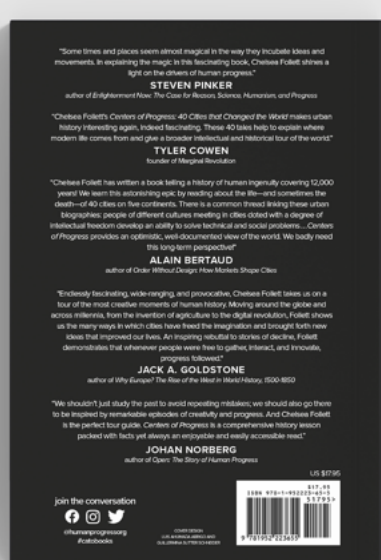 "Some times and places seem almost magical in the way they incubate ideas and
movements. In explaining the magic in this fascinating book, Chelsea Follett shines a
light on the drivers of human progress."
STEVEN PINKER
author of Enlightenment Now: The Case for Reason, Science, Humanism, and Progress
"Chelsea Follett's Centers of Progress: 40 Cities that Changed the World makes urban
history interesting again, indeed fascinating. These 40 tales help to explain where
modern life comes from and give a broader intellectual and historical tour of the world."
TYLER COWEN
founder of Marginal Revolution
"Chelsea Follett has written a book telling a history of human ingenuity covering 12,000
years! We learn this astonishing epic by reading about the life—and sometimes the
death—of 40 cities on five continents. There is a common thread linking these urban
biographies: people of different cultures meeting in cities dotted with a degree of
intellectual freedom develop an ability to solve technical and social problems....Centers
of Progress provides an optimistic, well-documented view of the world. We badly need
this long-term perspective!"
ALAIN BERTAUD
author of Order Without Design: How Markets Shape Cities
"Endlessly fascinating, wide-ranging, and provocative, Chelsea Follett takes us on a
tour of the most creative moments of human history. Moving around the globe and
across millennia, from the invention of agriculture to the digital revolution, Follett shows
us the many ways in which cities have freed the imagination and brought forth new
ideas that improved our lives. An inspiring rebuttal to stories of decline, Follett
demonstrates that whenever people were free to gather, interact, and innovate,
progress followed."
JACK A. GOLDSTONE
author of Why Europe? The Rise of the West in World History, 1500-1850
"We shouldn't just study the past to avoid repeating mistakes; we should also go there
to be inspired by remarkable episodes of creativity and progress. And Chelsea Follett
is the perfect tour guide. Centers of Progress is a comprehensive history lesson
packed with facts yet always an enjoyable and easily accessible read."
JOHAN NORBERG
author of Open: The Story of Human Progress
US $17.95
join the conversation
@humanprogressorg
#catobooks
COVER DESIGN
$17.95
ISBN 978-1-952223-65-5
51795>
9 781952 223655